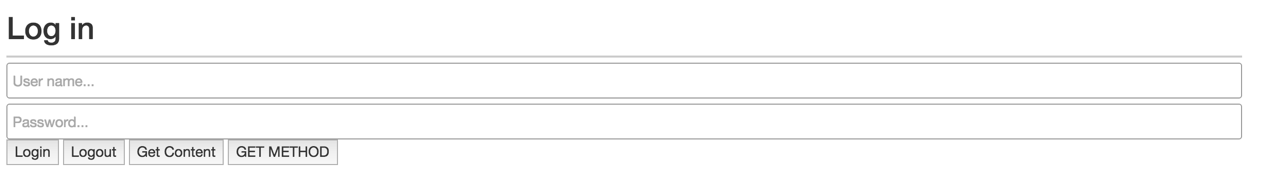 Log in
User name...
Password...
Login Logout Get Content GET METHOD